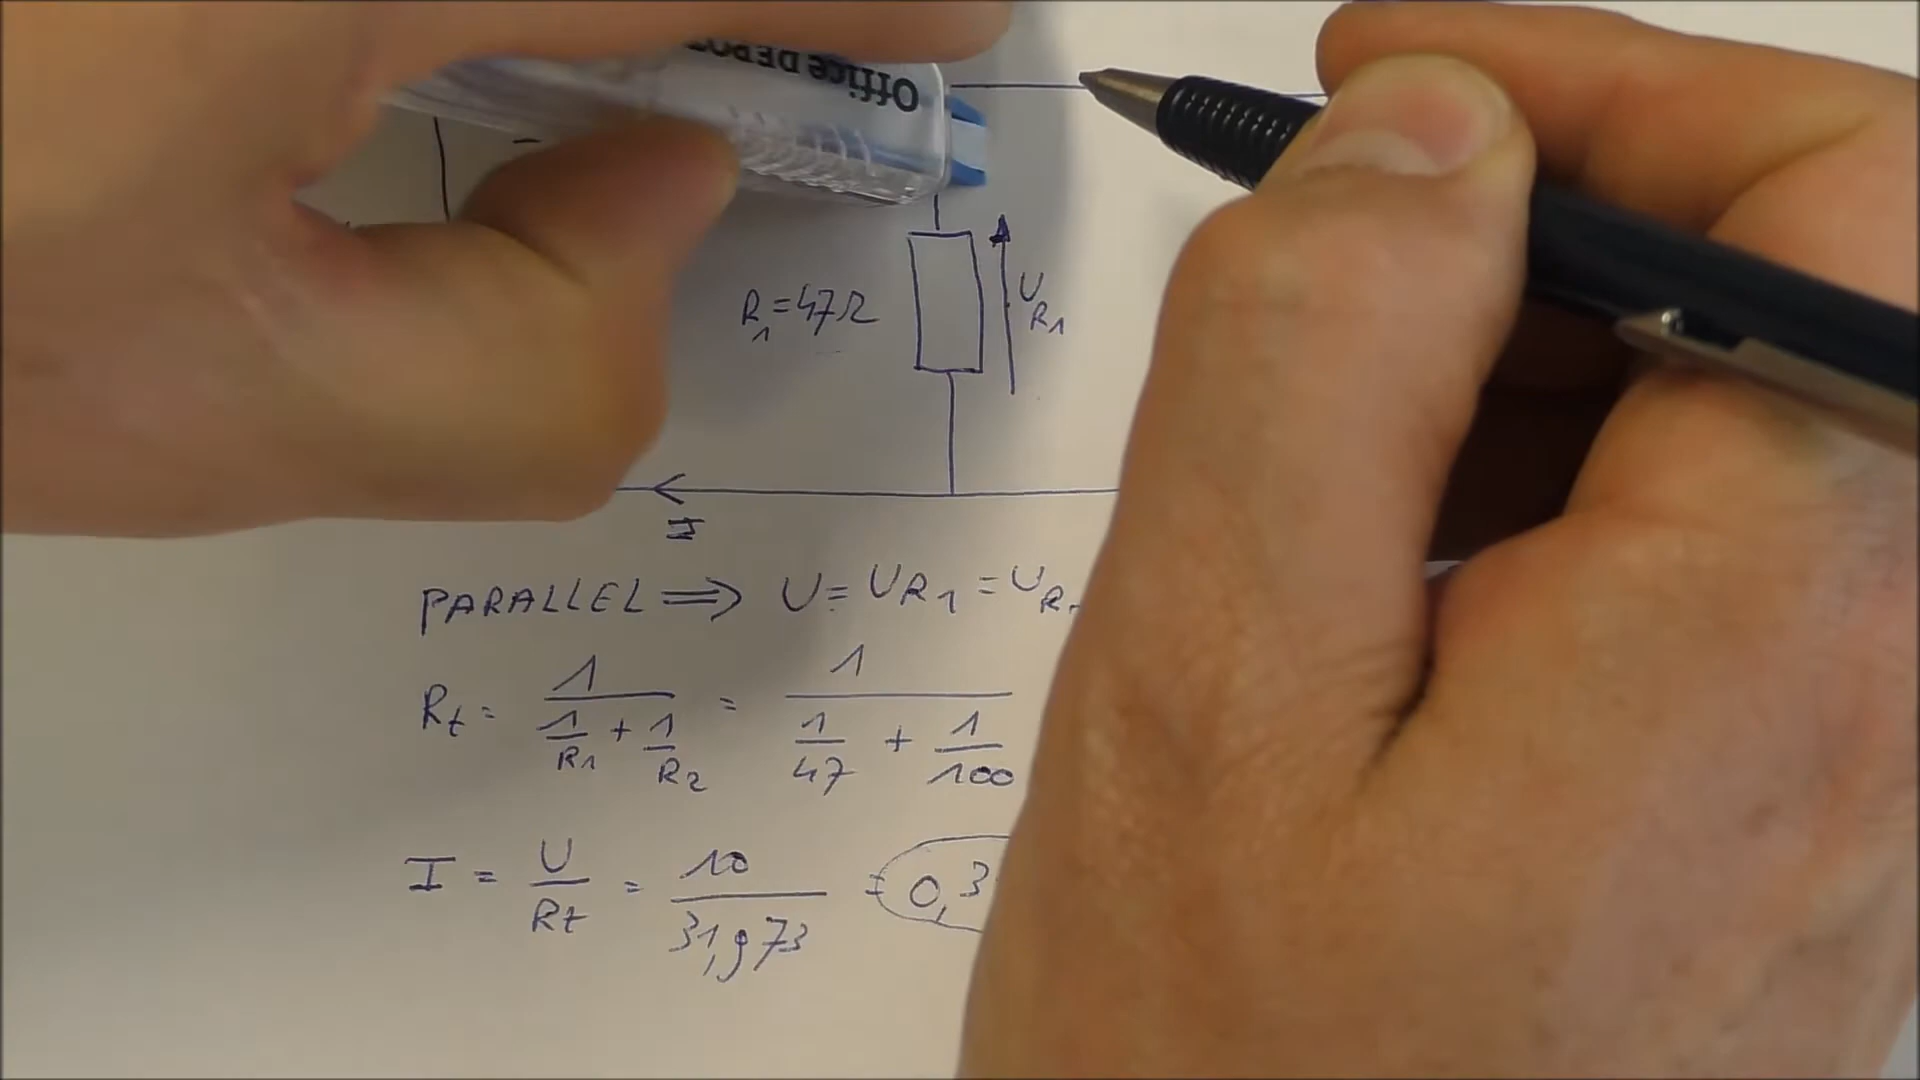 Office DEPOT
R1=47Ω
UR1
I
PARALLEL ⟹ U = UR1 = UR
Rt = 1/(1/R1 + 1/R2) = 1/(1/47 + 1/100)
I = U/Rt = 10/31,973 = 0,3